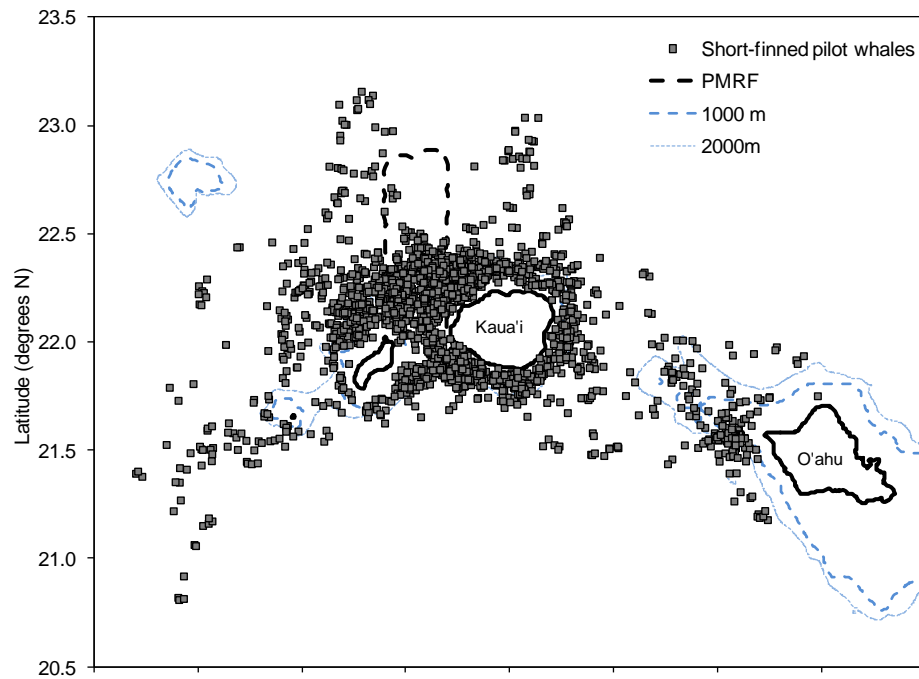 23.5
Short-finned pilot whales
PMRF
23.0
1000 m
2000m
22.5
Latitude (degrees N)
Kaua'i
22.0
21.5
O'ahu
21.0
20.5